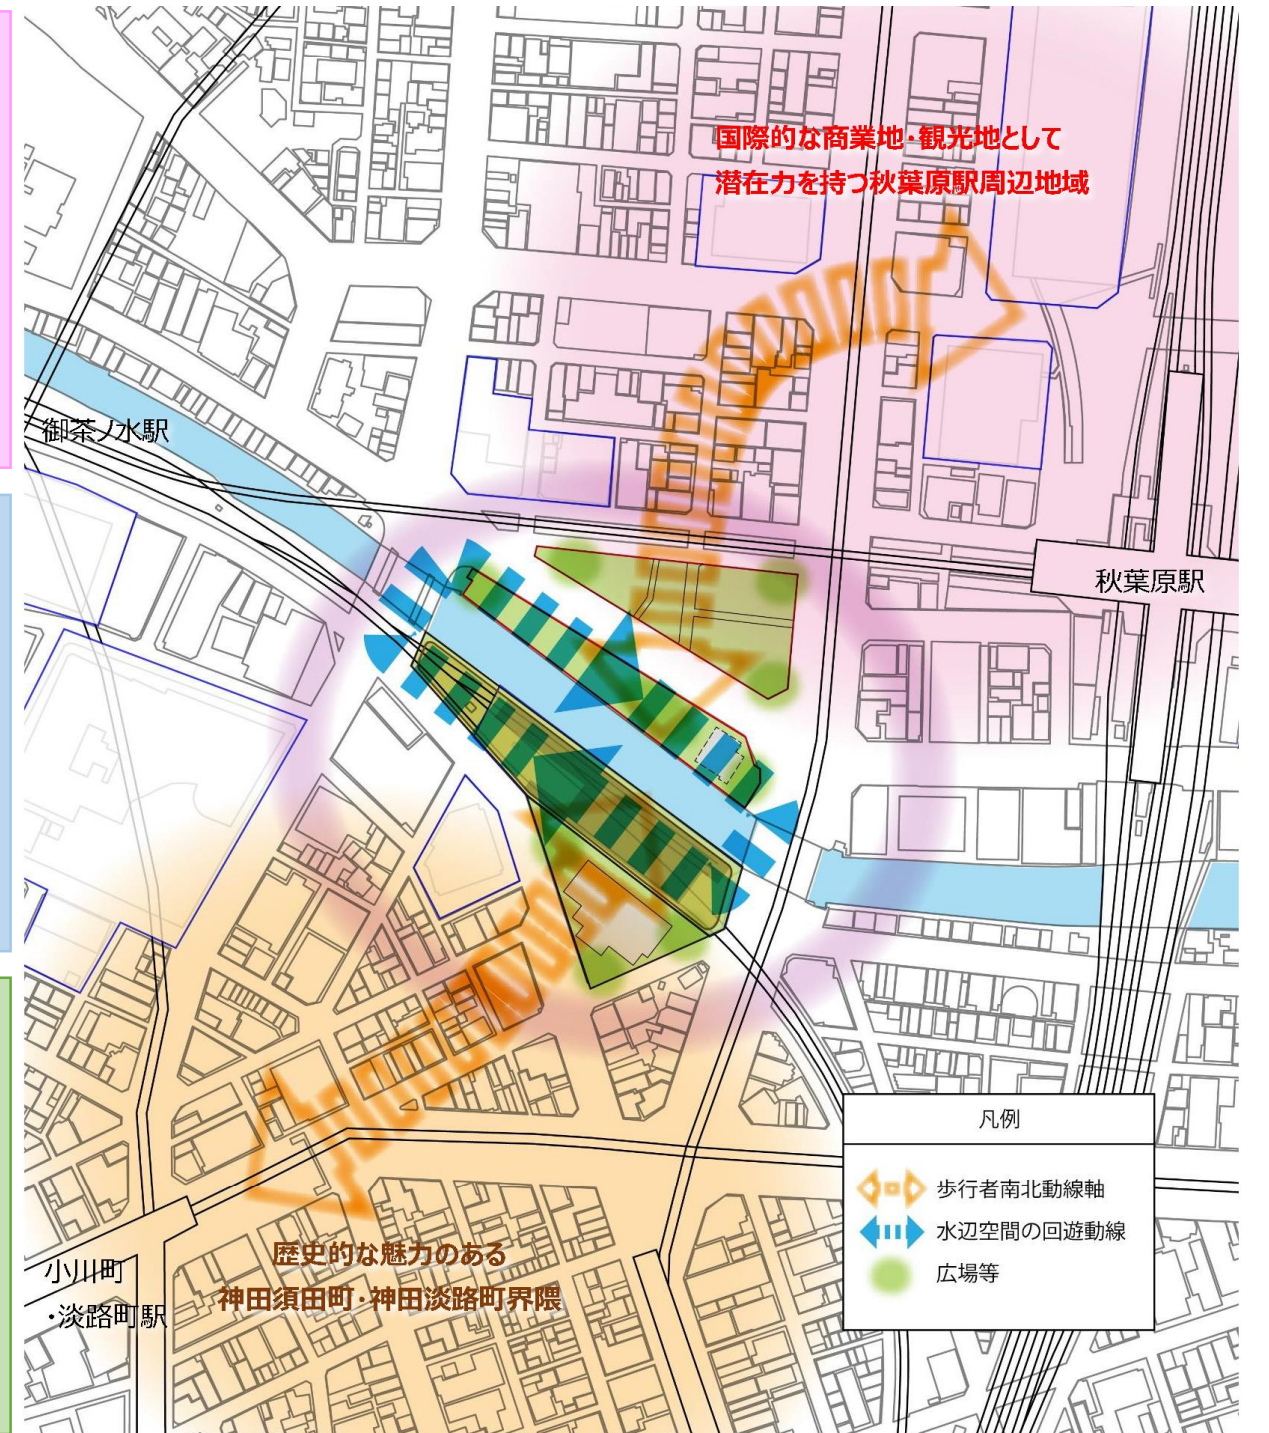 国際的な商業地・観光地として
潜在力を持つ秋葉原駅周辺地域
御茶ノ水駅
秋葉原駅
凡例
歩行者南北動線軸
水辺空間の回遊動線
広場等
歴史的な魅力のある
神田須田町・神田淡路町界隈
小川町
・淡路町駅